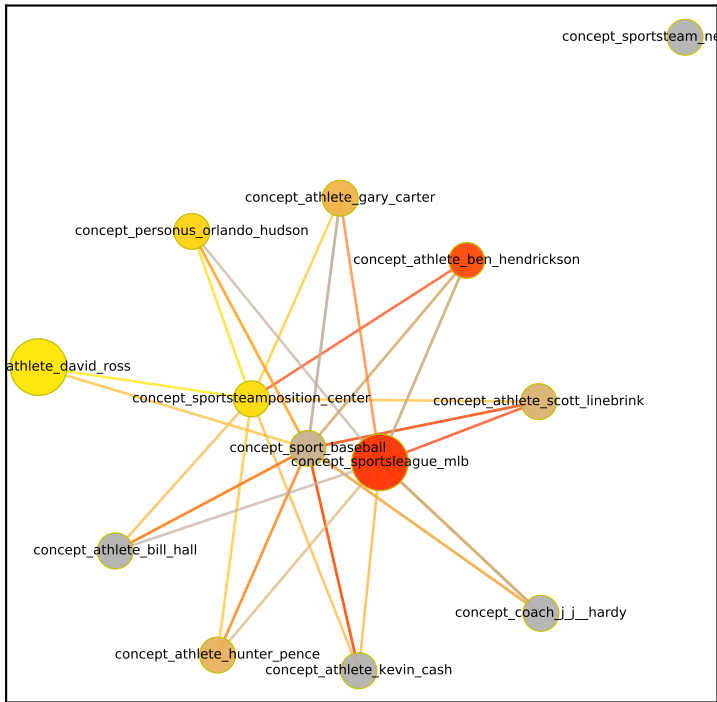 concept_sportsteam_ne
concept_athlete_gary_carter
concept_personus_orlando_hudson
concept_athlete_ben_hendrickson
athlete_david_ross
concept_sportsteamposition_center
concept_athlete_scott_linebrink
concept_sport_baseball
concept_sportsleague_mlb
concept_athlete_bill_hall
concept_coach_j_j__hardy
concept_athlete_hunter_pence
concept_athlete_kevin_cash